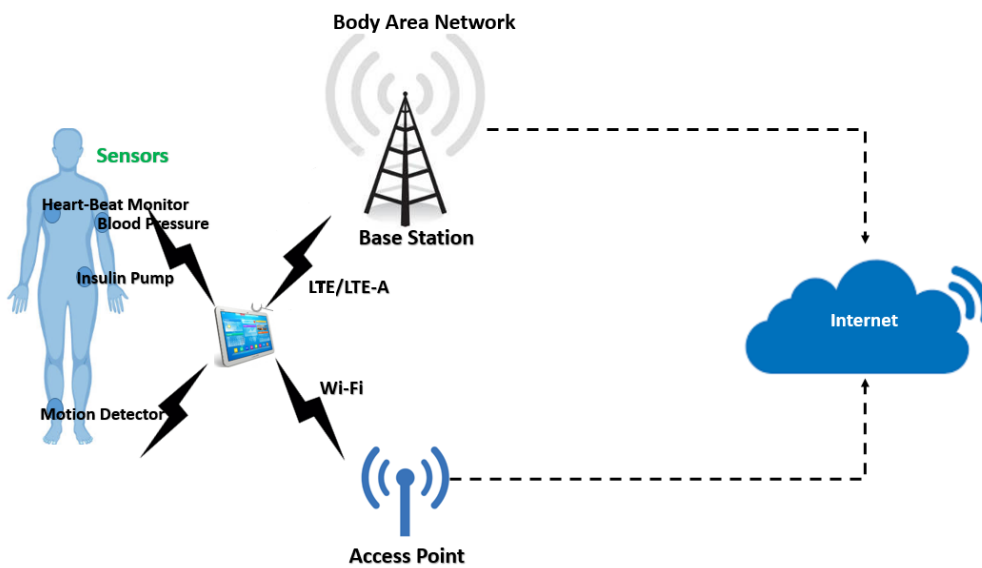 Body Area Network
Sensors
Heart-Beat Monitor
Blood Pressure
Base Station
Insulin Pump
LTE/LTE-A
Internet
Wi-Fi
Motion Detector
Access Point